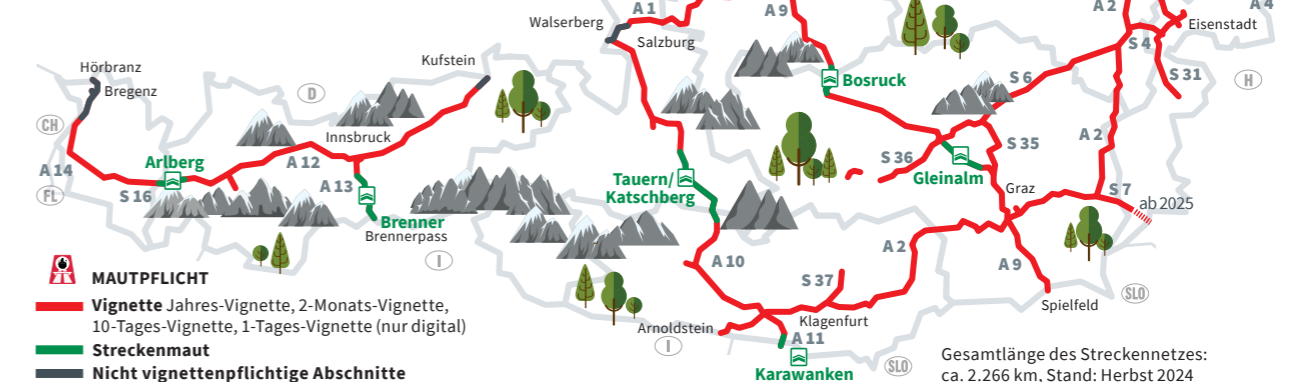 A 1
A 9
A 2
A 4
Walserberg
Salzburg
Eisenstadt
S 4
Kufstein
Hörbranz
Bregenz
D
Bosruck
S 6
S 31
H
CH
Innsbruck
A 2
Arlberg
A 12
S 35
A 14
S 36
FL
S 16
A 13
Tauern/
Katschberg
Gleinalm
Graz
S 7
ab 2025
Brenner
Brennerpass
I
A 10
A 2
A 9
S 37
SLO
Spielfeld
MAUTPFLICHT
Vignette Jahres-Vignette, 2-Monats-Vignette,
10-Tages-Vignette, 1-Tages-Vignette (nur digital)
Streckenmaut
Nicht vignettenpflichtige Abschnitte
Arnoldstein
Klagenfurt
I
A 11
Karawanken
SLO
Gesamtlänge des Streckennetzes:
ca. 2.266 km, Stand: Herbst 2024